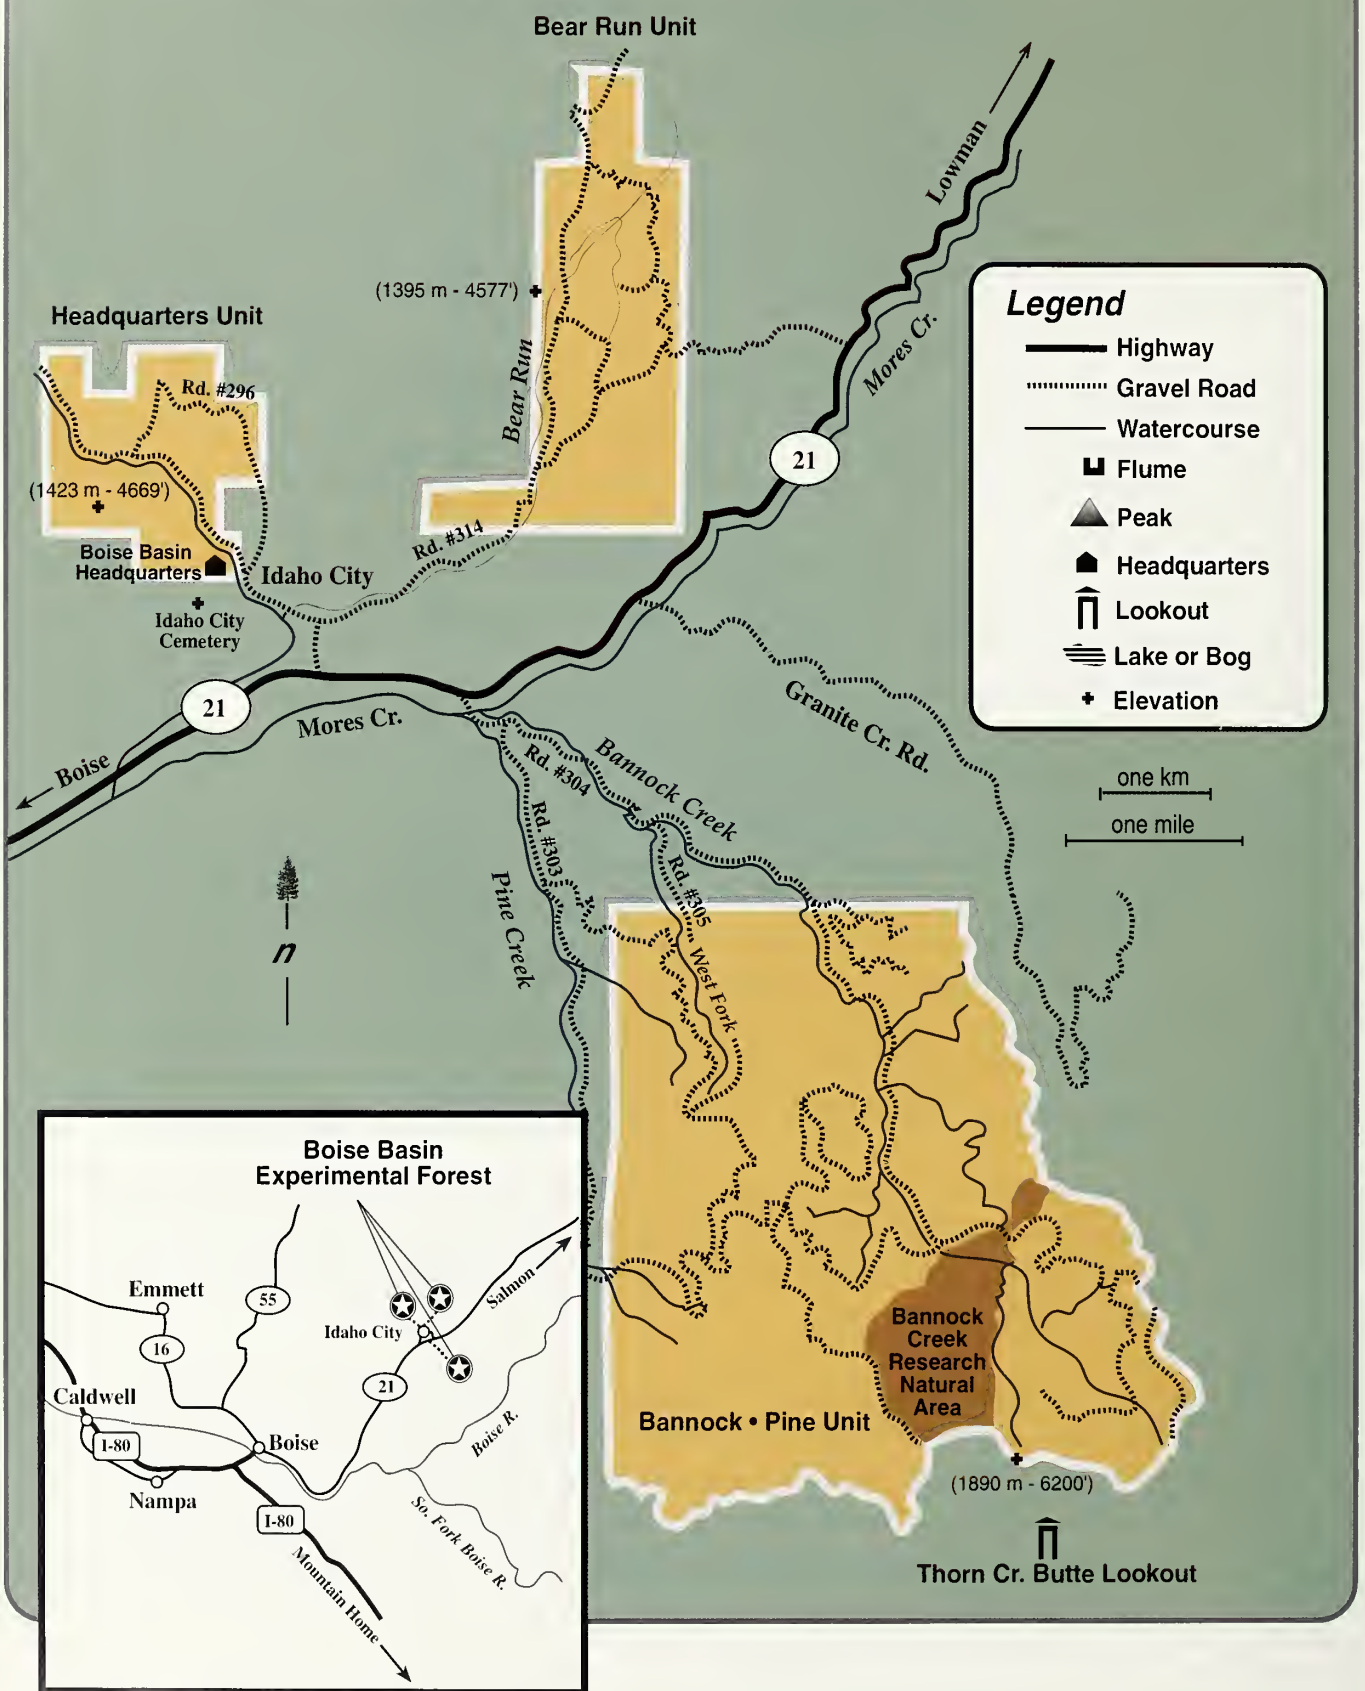 Bear Run Unit
Lowman
(1395 m - 4577')
Headquarters Unit
Rd. #296
Bear Run
Mores Cr.
Legend
Highway
Gravel Road
Watercourse
Flume
Peak
Headquarters
Lookout
Lake or Bog
Elevation
21
(1423 m - 4669')
Rd. #314
Boise Basin
Headquarters
Idaho City
Idaho City
Cemetery
21
Mores Cr.
Boise
Granite Cr. Rd.
Bannock Creek
Rd. #304
Rd. #303
Rd. #305
Pine Creek
West Fork
one km
one mile
n
Bannock
Creek
Research
Natural
Area
Bannock • Pine Unit
(1890 m - 6200')
Thorn Cr. Butte Lookout
Boise Basin
Experimental Forest
Emmett
55
Salmon
Idaho City
16
21
Caldwell
I-80
Boise
Boise R.
Nampa
I-80
So. Fork Boise R.
Mountain Home